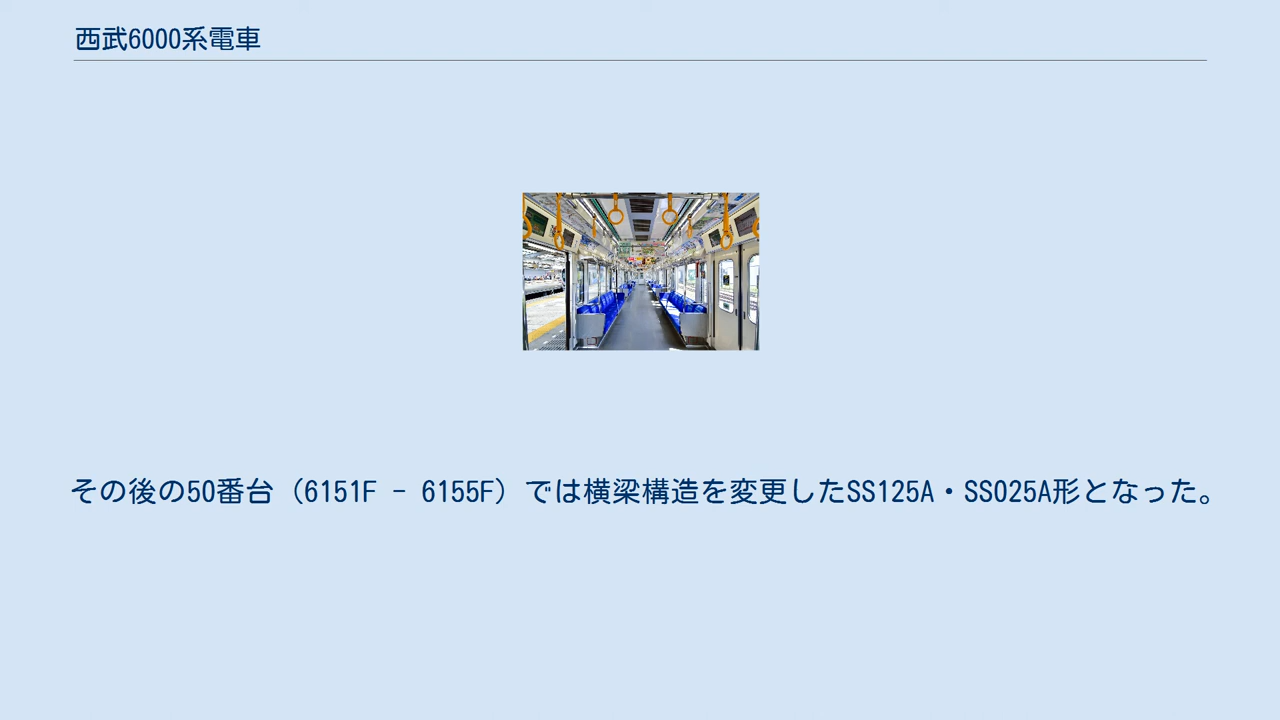 西武6000系電車
その後の50番台（6151F - 6155F）では横梁構造を変更したSS125A・SS025A形となった。